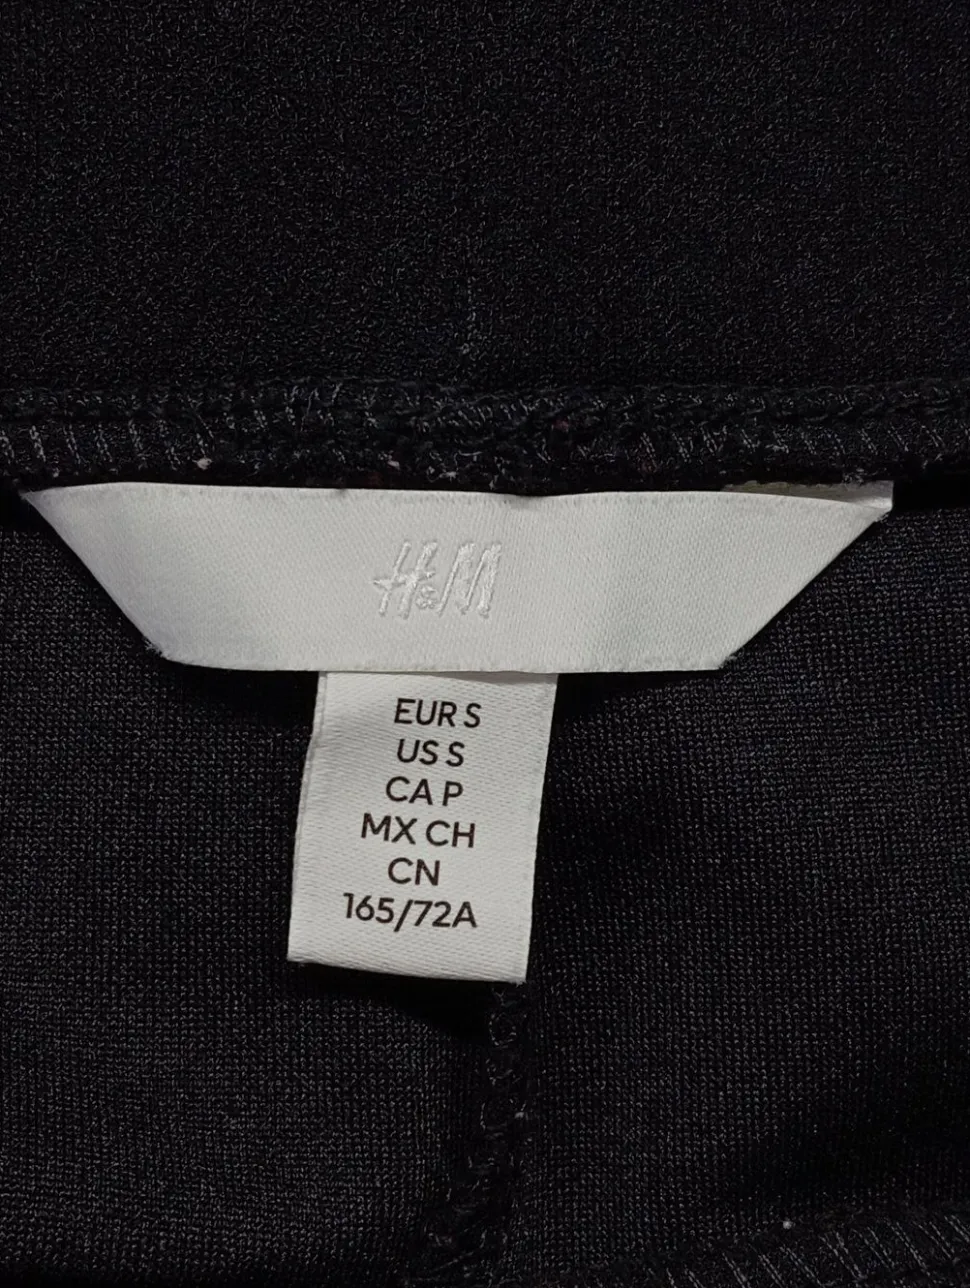 H&M
EUR S
US S
CA P
MX CH
CN
165/72A